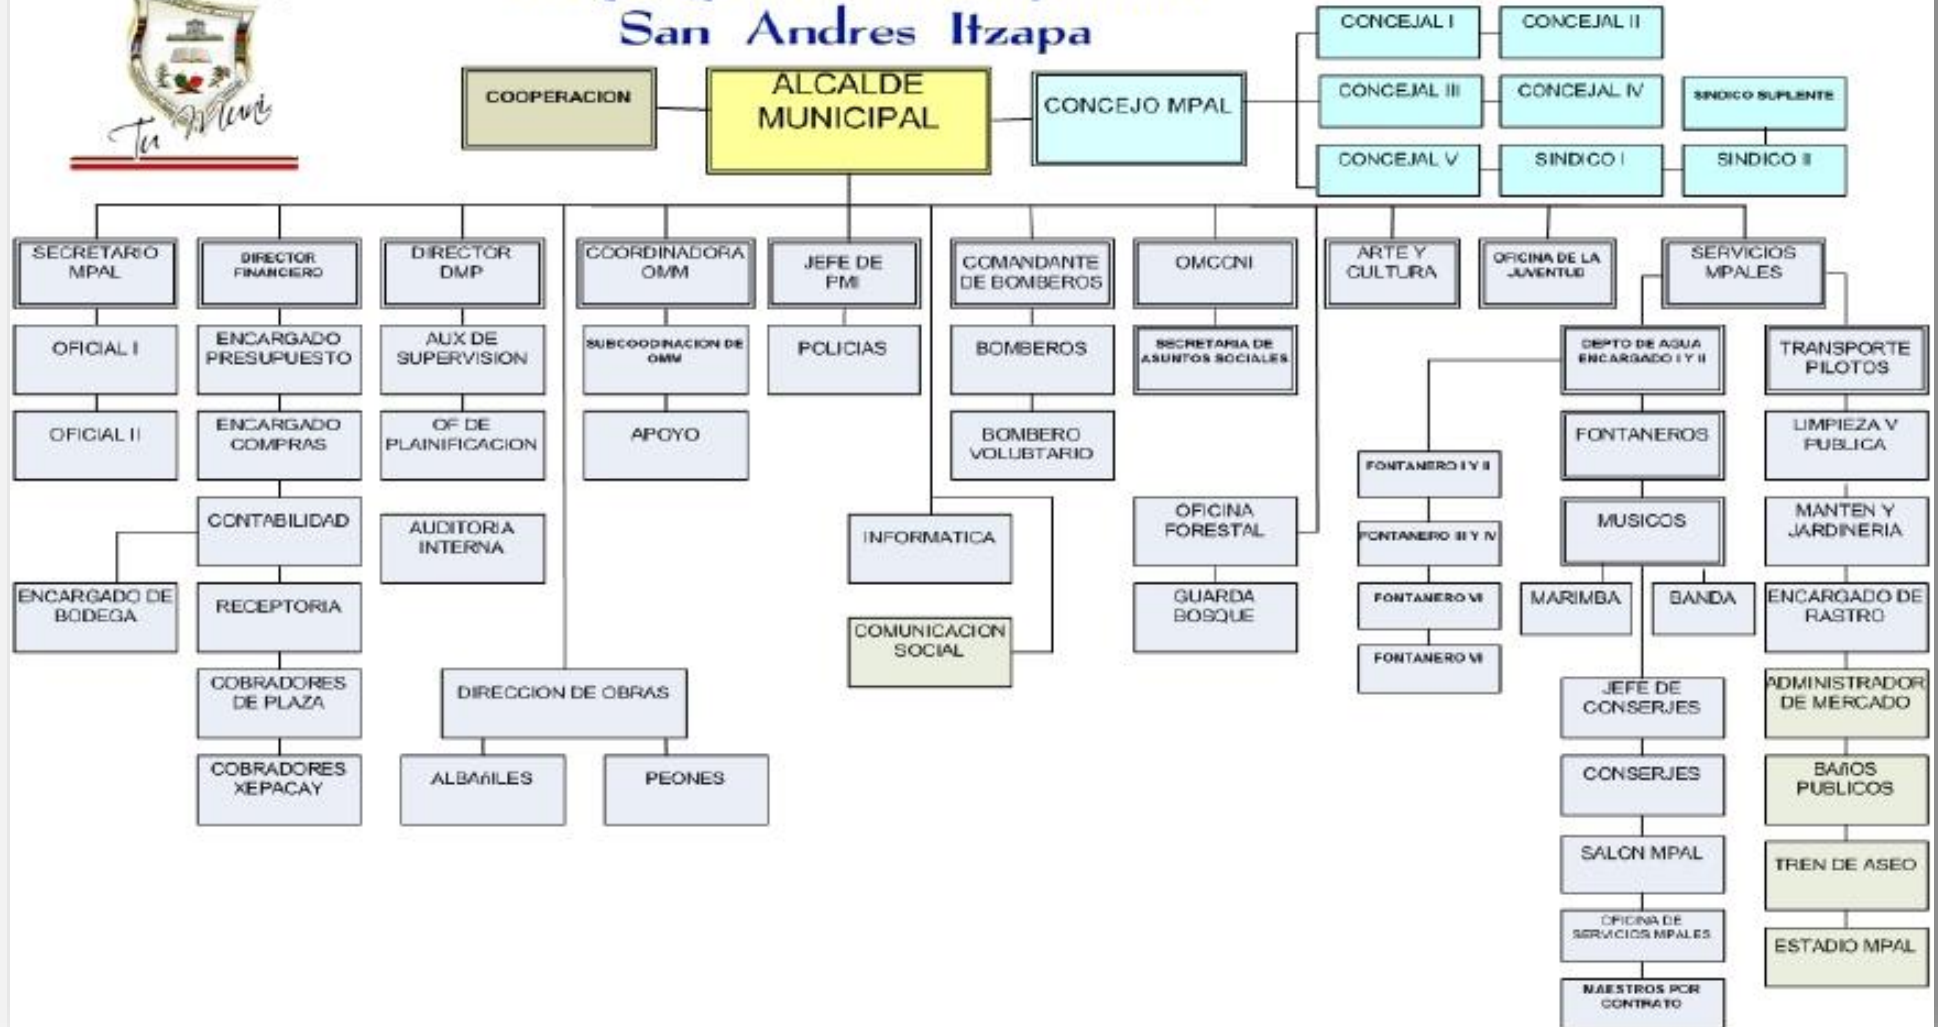 San Andres Itzapa
Tu Muni
COOPERACION
ALCALDE
MUNICIPAL
CONCEJO MPAL
CONCEJAL I
CONCEJAL II
CONCEJAL III
CONCEJAL IV
SINDICO SUPLENTE
CONCEJAL V
SINDICO I
SINDICO II
SECRETARIO
MPAL
DIRECTOR
FINANCIERO
DIRECTOR
DMP
COORDINADORA
OMM
JEFE DE
PMI
COMANDANTE
DE BOMBEROS
OMCCNI
ARTE Y
CULTURA
OFICINA DE LA
JUVENTUD
SERVICIOS
MPALES
OFICIAL I
ENCARGADO
PRESUPUESTO
AUX DE
SUPERVISION
SUBCOODINACION DE
OMM
POLICIAS
BOMBEROS
SECRETARIA DE
ASUNTOS SOCIALES
DEPTO DE AGUA
ENCARGADO I Y II
TRANSPORTE
PILOTOS
OFICIAL II
ENCARGADO
COMPRAS
OF DE
PLAINIFICACION
APOYO
BOMBERO
VOLUBTARIO
FONTANEROS
LIMPIEZA V
PUBLICA
FONTANERO I Y II
CONTABILIDAD
AUDITORIA
INTERNA
INFORMATICA
OFICINA
FORESTAL
FONTANERO III Y IV
MUSICOS
MANTEN Y
JARDINERIA
ENCARGADO DE
BODEGA
RECEPTORIA
COMUNICACION
SOCIAL
GUARDA
BOSQUE
FONTANERO VI
MARIMBA
BANDA
ENCARGADO DE
RASTRO
FONTANERO VI
COBRADORES
DE PLAZA
DIRECCION DE OBRAS
JEFE DE
CONSERJES
ADMINISTRADOR
DE MERCADO
COBRADORES
XEPACAY
ALBAñILES
PEONES
CONSERJES
BAñOS
PUBLICOS
SALON MPAL
TREN DE ASEO
OFICINA DE
SERVICIOS MPALES
ESTADIO MPAL
MAESTROS POR
CONTRATO